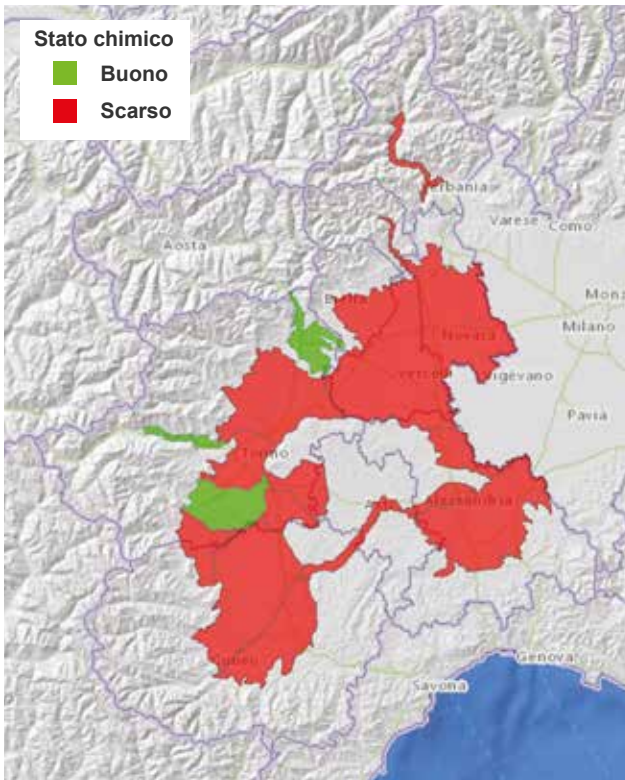 Stato chimico
Buono
Scarso
Verbania
Varese
Como
Aosta
Biella
Monza
Novara
Milano
Vercelli
Vigevano
Pavia
Torino
Alessandria
Cuneo
Genova
Savona